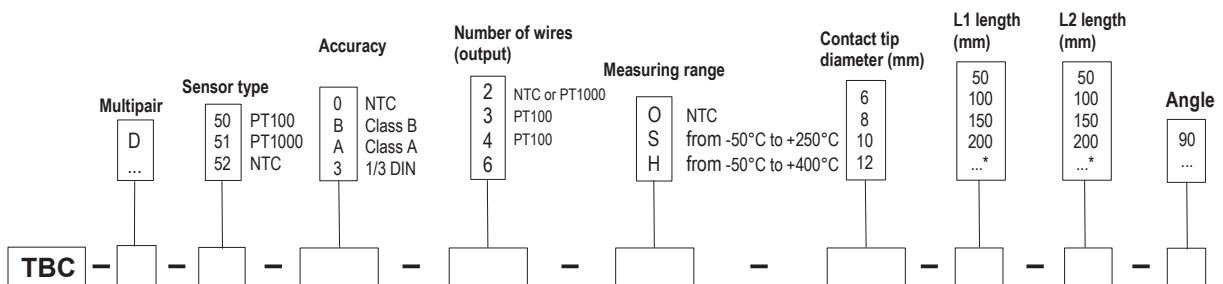 Multipair
D
...
Sensor type
50 PT100
51 PT1000
52 NTC
Accuracy
0 NTC
B Class B
A Class A
3 1/3 DIN
Number of wires
(output)
2 NTC or PT1000
3 PT100
4 PT100
6
Measuring range
O NTC
S from -50°C to +250°C
H from -50°C to +400°C
Contact tip
diameter (mm)
6
8
10
12
L1 length
(mm)
50
100
150
200
...*
L2 length
(mm)
50
100
150
200
...*
Angle
90
...
TBC – – – – – – – – –